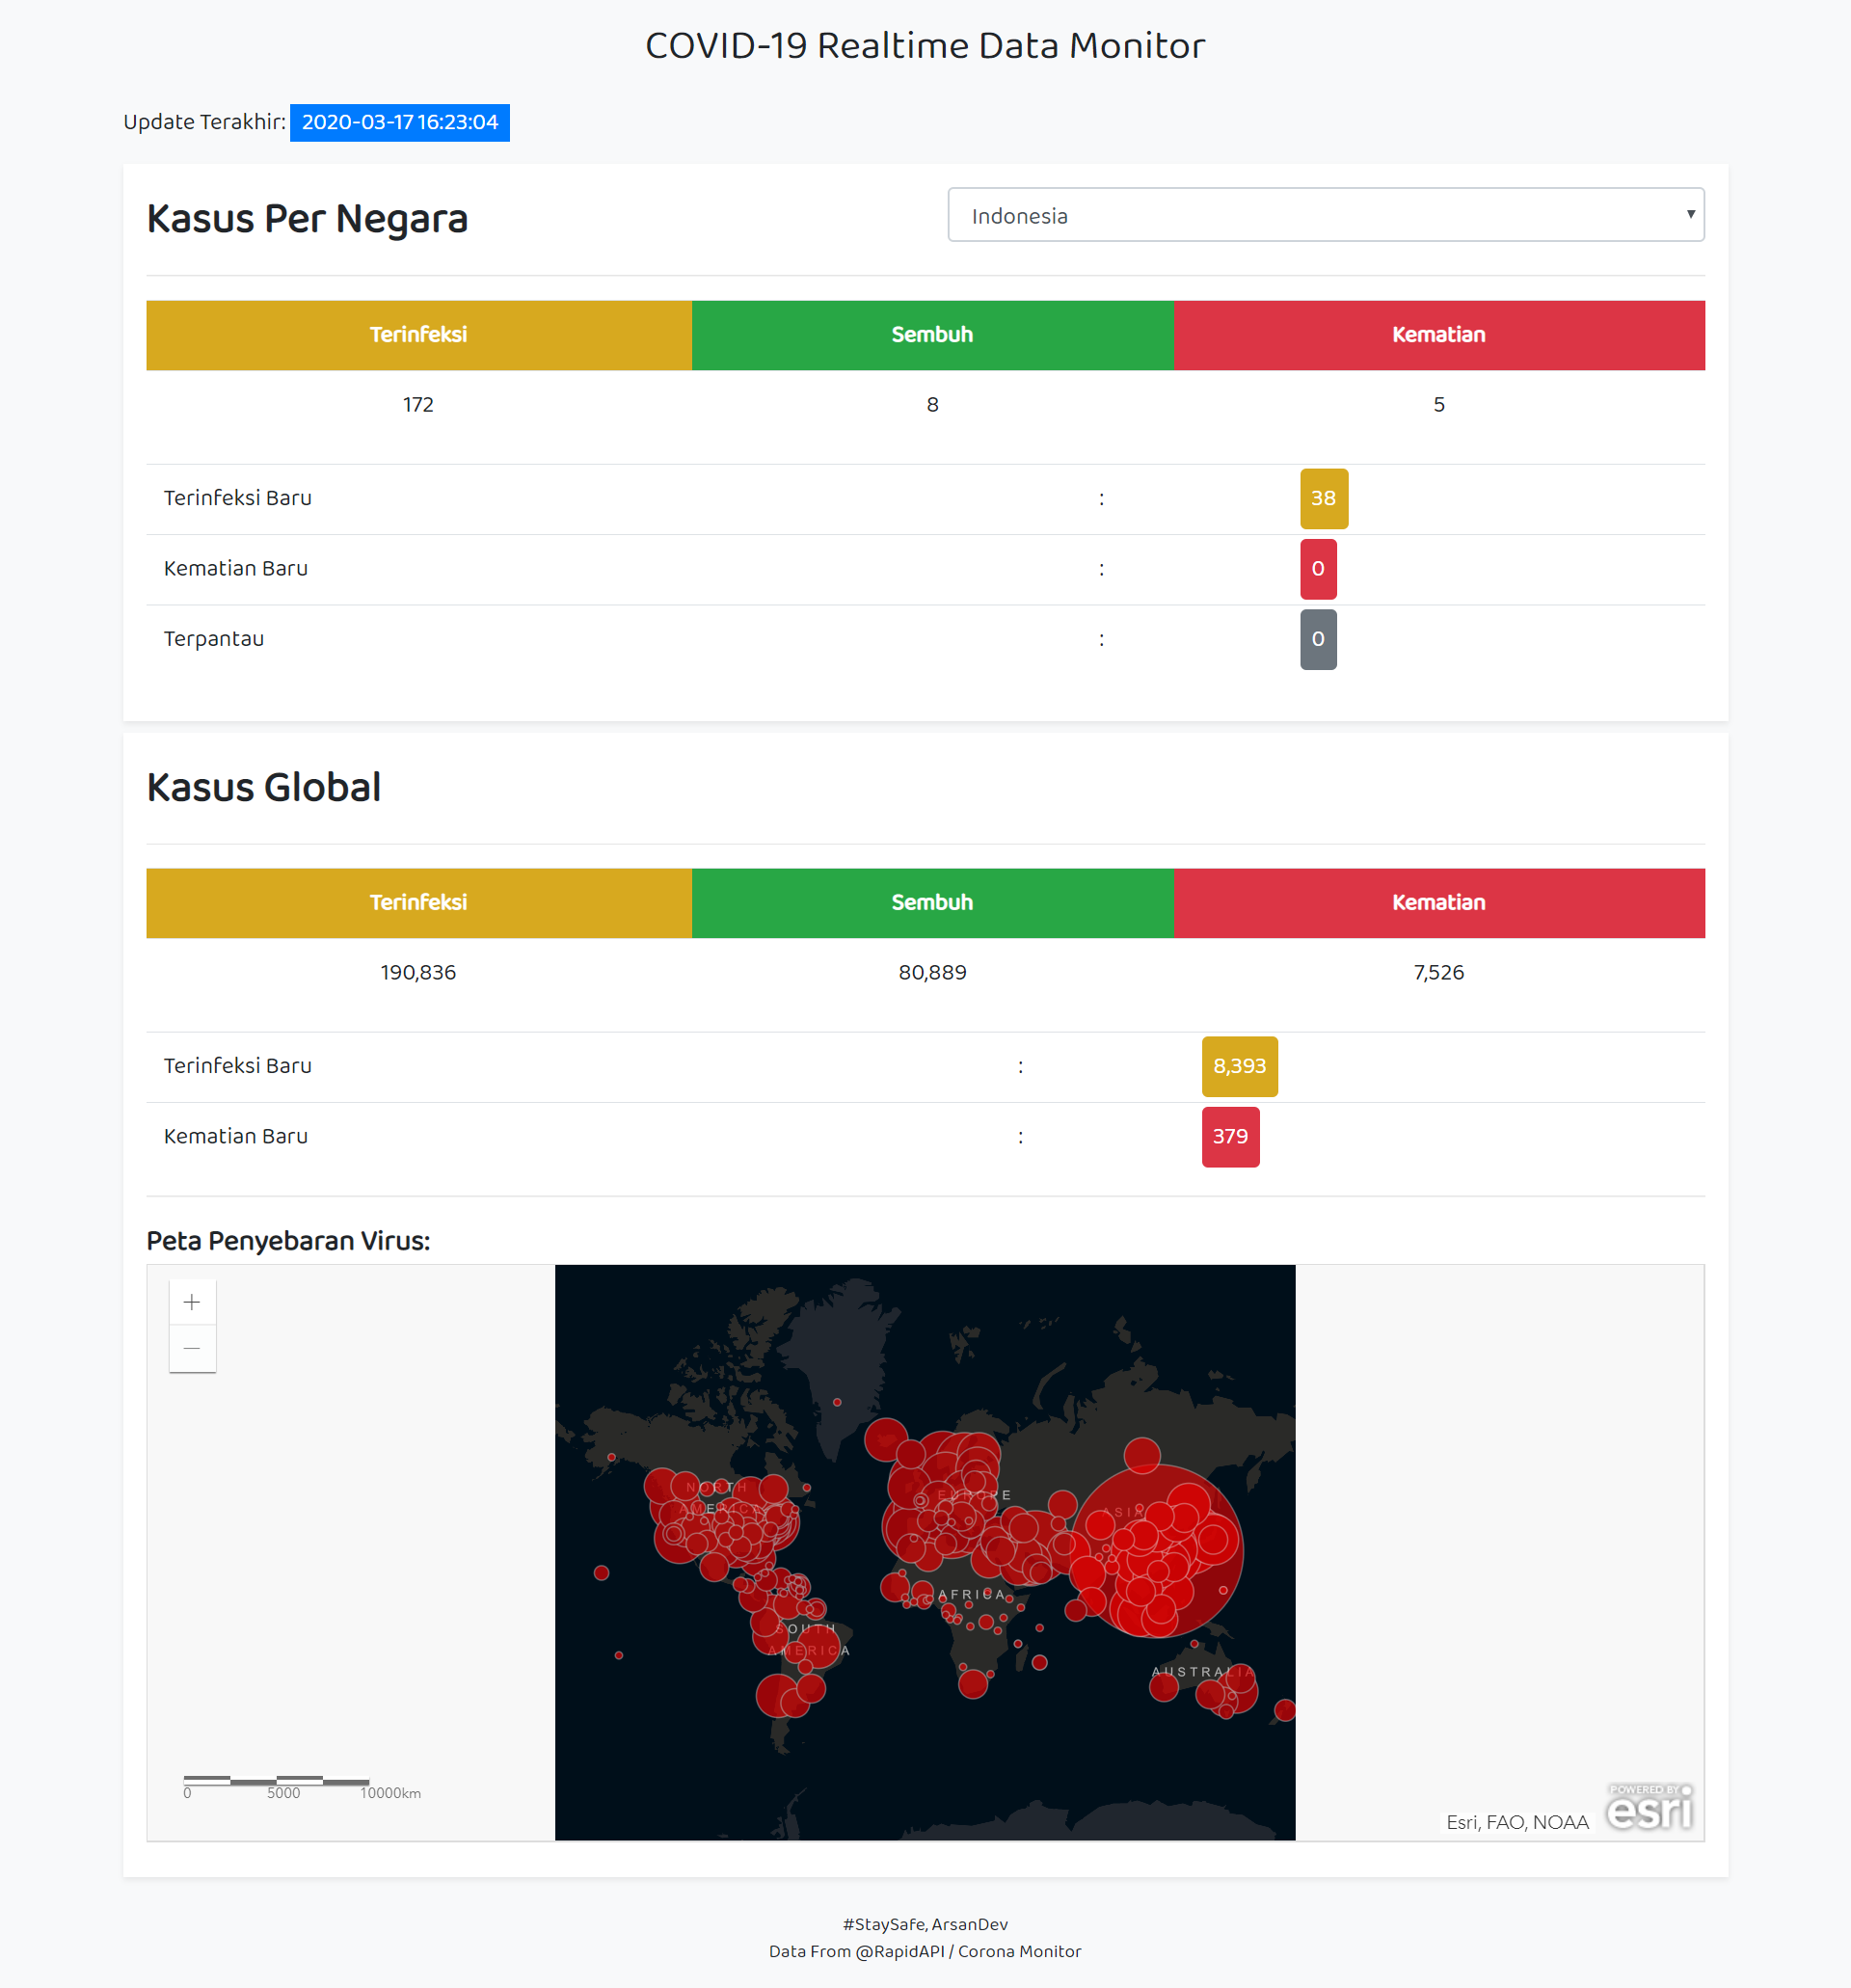 COVID-19 Realtime Data Monitor
Update Terakhir: 2020-03-17 16:23:04
Kasus Per Negara
Indonesia
Terinfeksi Sembuh Kematian
172 8 5
Terinfeksi Baru : 38
Kematian Baru : 0
Terpantau : 0
Kasus Global
Terinfeksi Sembuh Kematian
190,836 80,889 7,526
Terinfeksi Baru : 8,393
Kematian Baru : 379
Peta Penyebaran Virus:
NORTH
AMERICA
EUROPE
ASIA
AFRICA
SOUTH
AMERICA
AUSTRALIA
0 5000 10000km
POWERED BY
esri
Esri, FAO, NOAA
#StaySafe, ArsanDev
Data From @RapidAPI / Corona Monitor